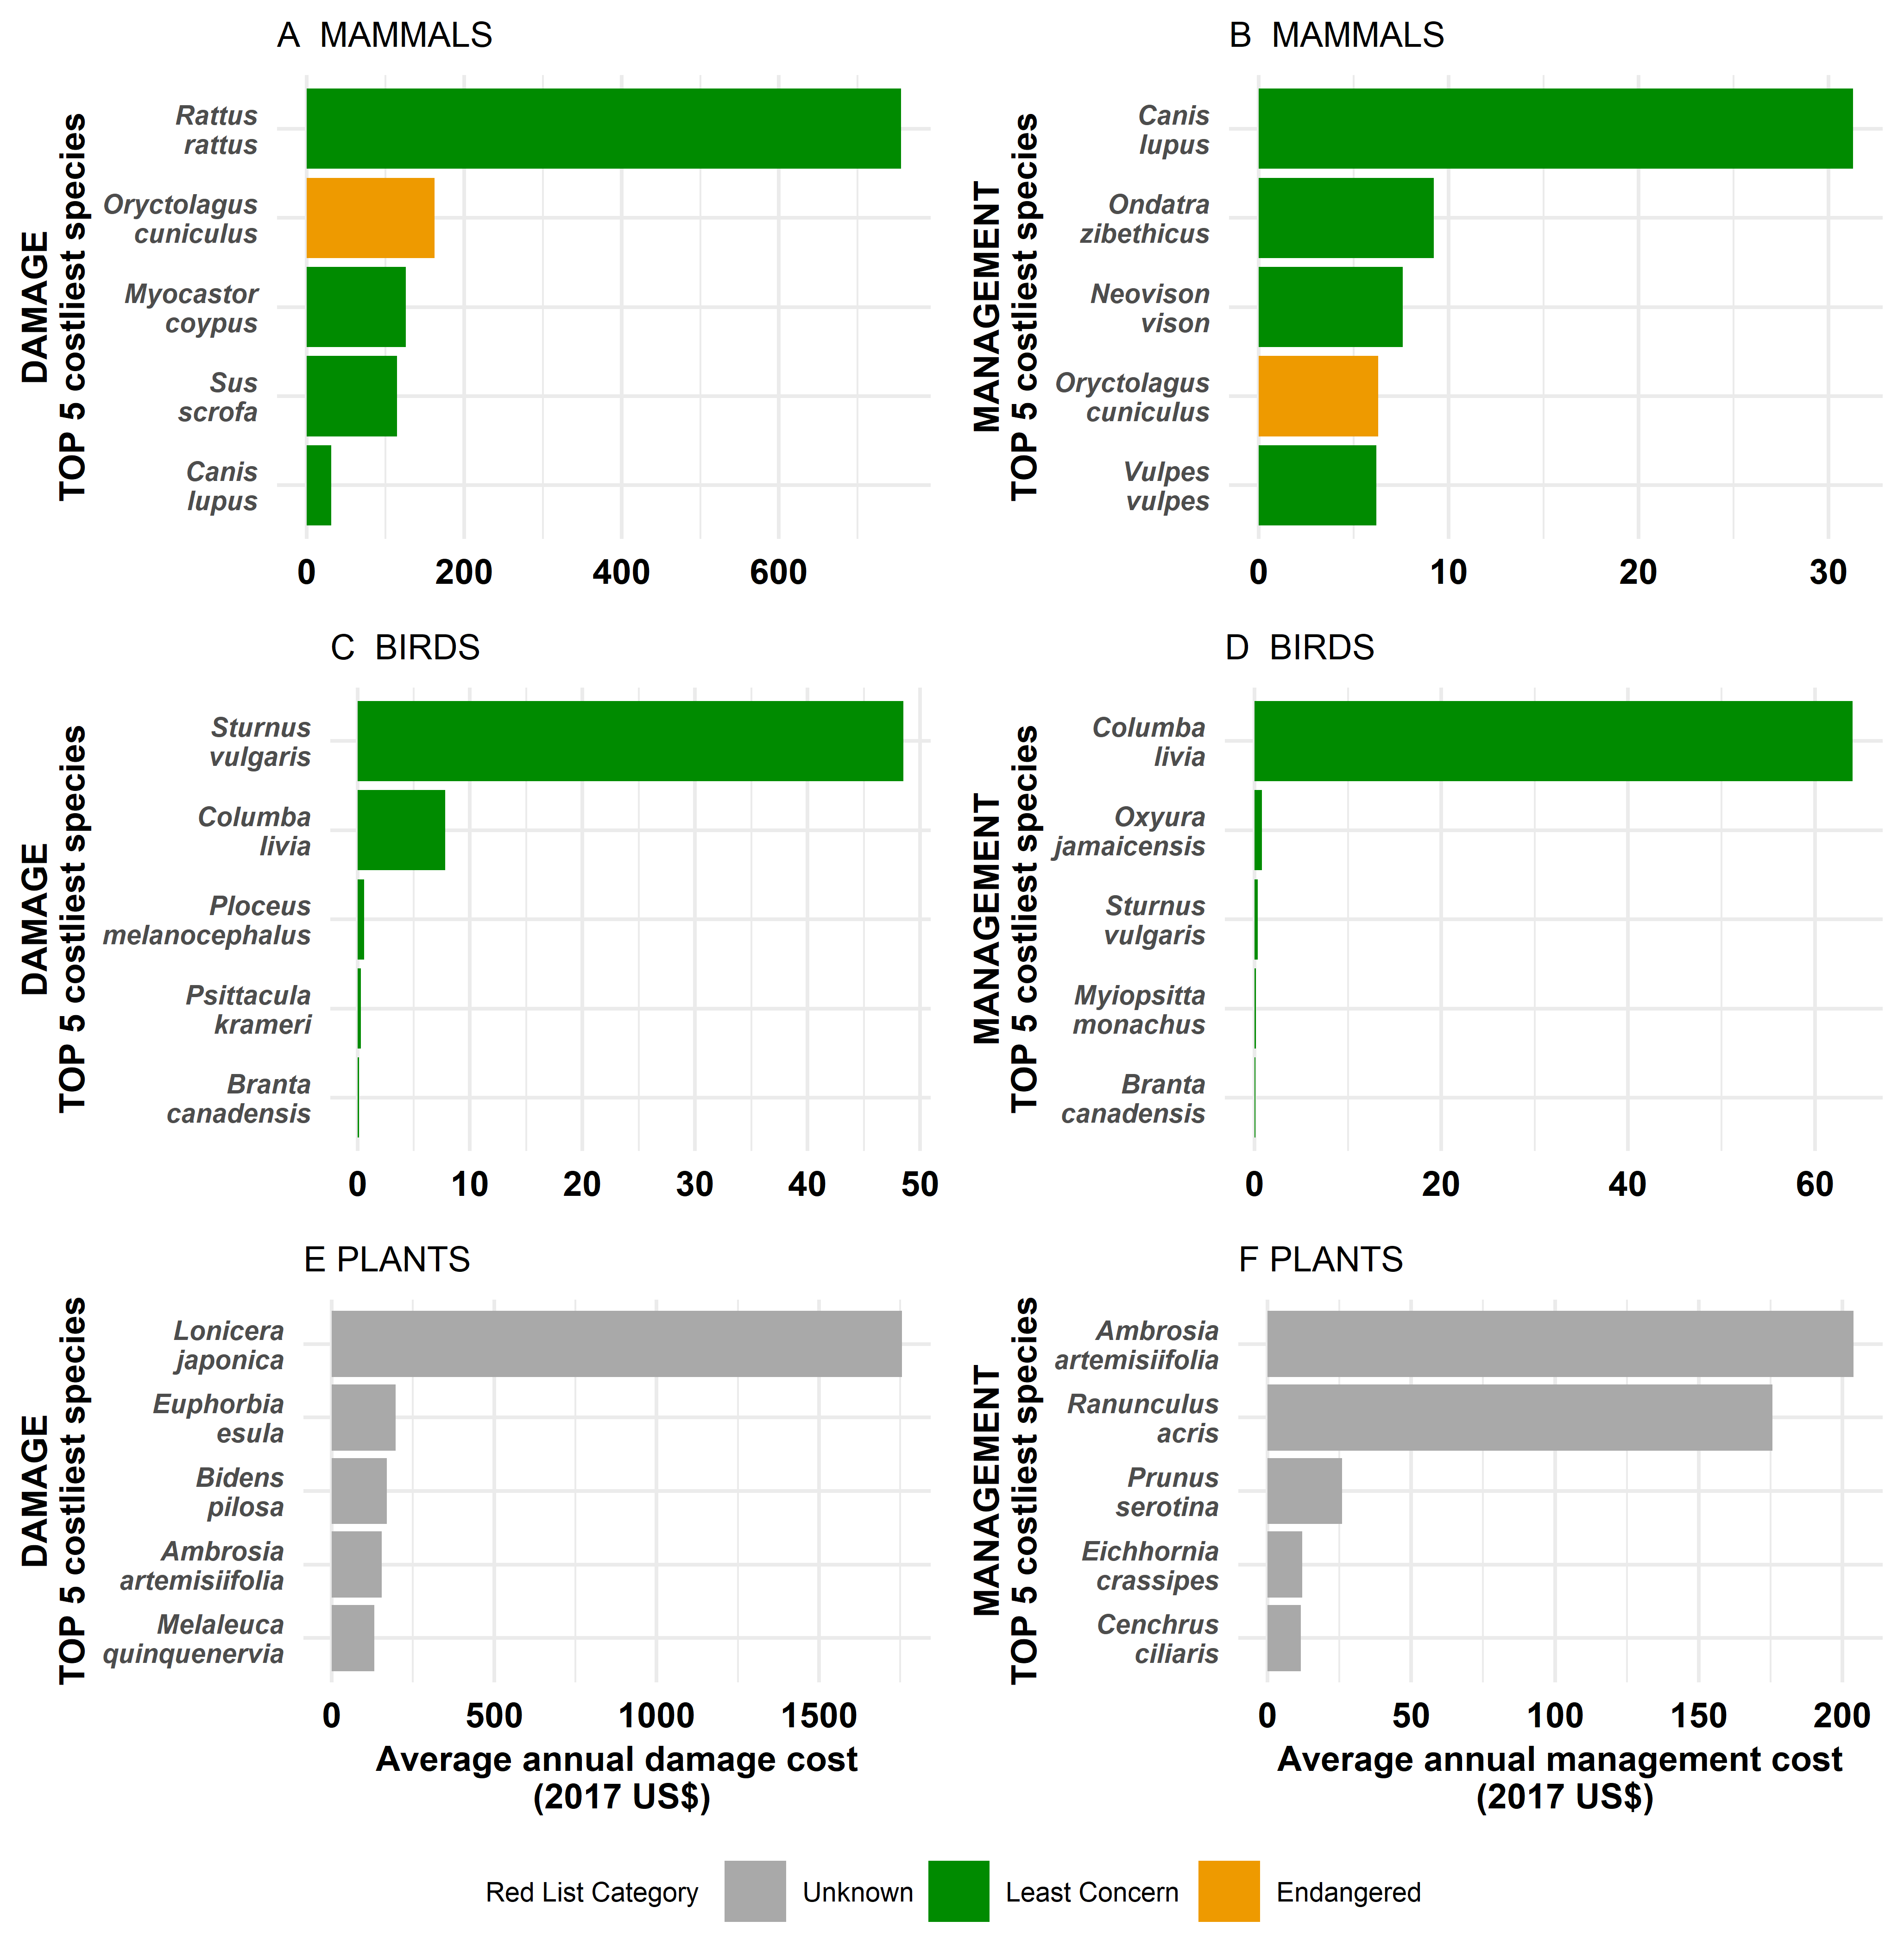 A MAMMALS
DAMAGE
TOP 5 costliest species
Rattus
rattus
Oryctolagus
cuniculus
Myocastor
coypus
Sus
scrofa
Canis
lupus
0 200 400 600
B MAMMALS
MANAGEMENT
TOP 5 costliest species
Canis
lupus
Ondatra
zibethicus
Neovison
vison
Oryctolagus
cuniculus
Vulpes
vulpes
0 10 20 30
C BIRDS
DAMAGE
TOP 5 costliest species
Sturnus
vulgaris
Columba
livia
Ploceus
melanocephalus
Psittacula
krameri
Branta
canadensis
0 10 20 30 40 50
D BIRDS
MANAGEMENT
TOP 5 costliest species
Columba
livia
Oxyura
jamaicensis
Sturnus
vulgaris
Myiopsitta
monachus
Branta
canadensis
0 20 40 60
E PLANTS
DAMAGE
TOP 5 costliest species
Lonicera
japonica
Euphorbia
esula
Bidens
pilosa
Ambrosia
artemisiifolia
Melaleuca
quinquenervia
0 500 1000 1500
Average annual damage cost
(2017 US$)
F PLANTS
MANAGEMENT
TOP 5 costliest species
Ambrosia
artemisiifolia
Ranunculus
acris
Prunus
serotina
Eichhornia
crassipes
Cenchrus
ciliaris
0 50 100 150 200
Average annual management cost
(2017 US$)
Red List Category Unknown Least Concern Endangered